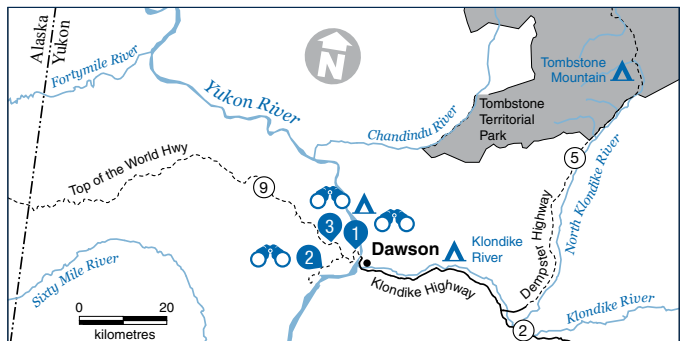 Alaska
Yukon
Fortymile River
N
Yukon River
Tombstone
Mountain
Tombstone
Territorial
Park
Chandindu River
5
Top of the World Hwy
9
North Klondike River
Dempster Highway
3
1
2
Dawson
Klondike
River
Sixty Mile River
Klondike Highway
Klondike River
2
0 20
kilometres